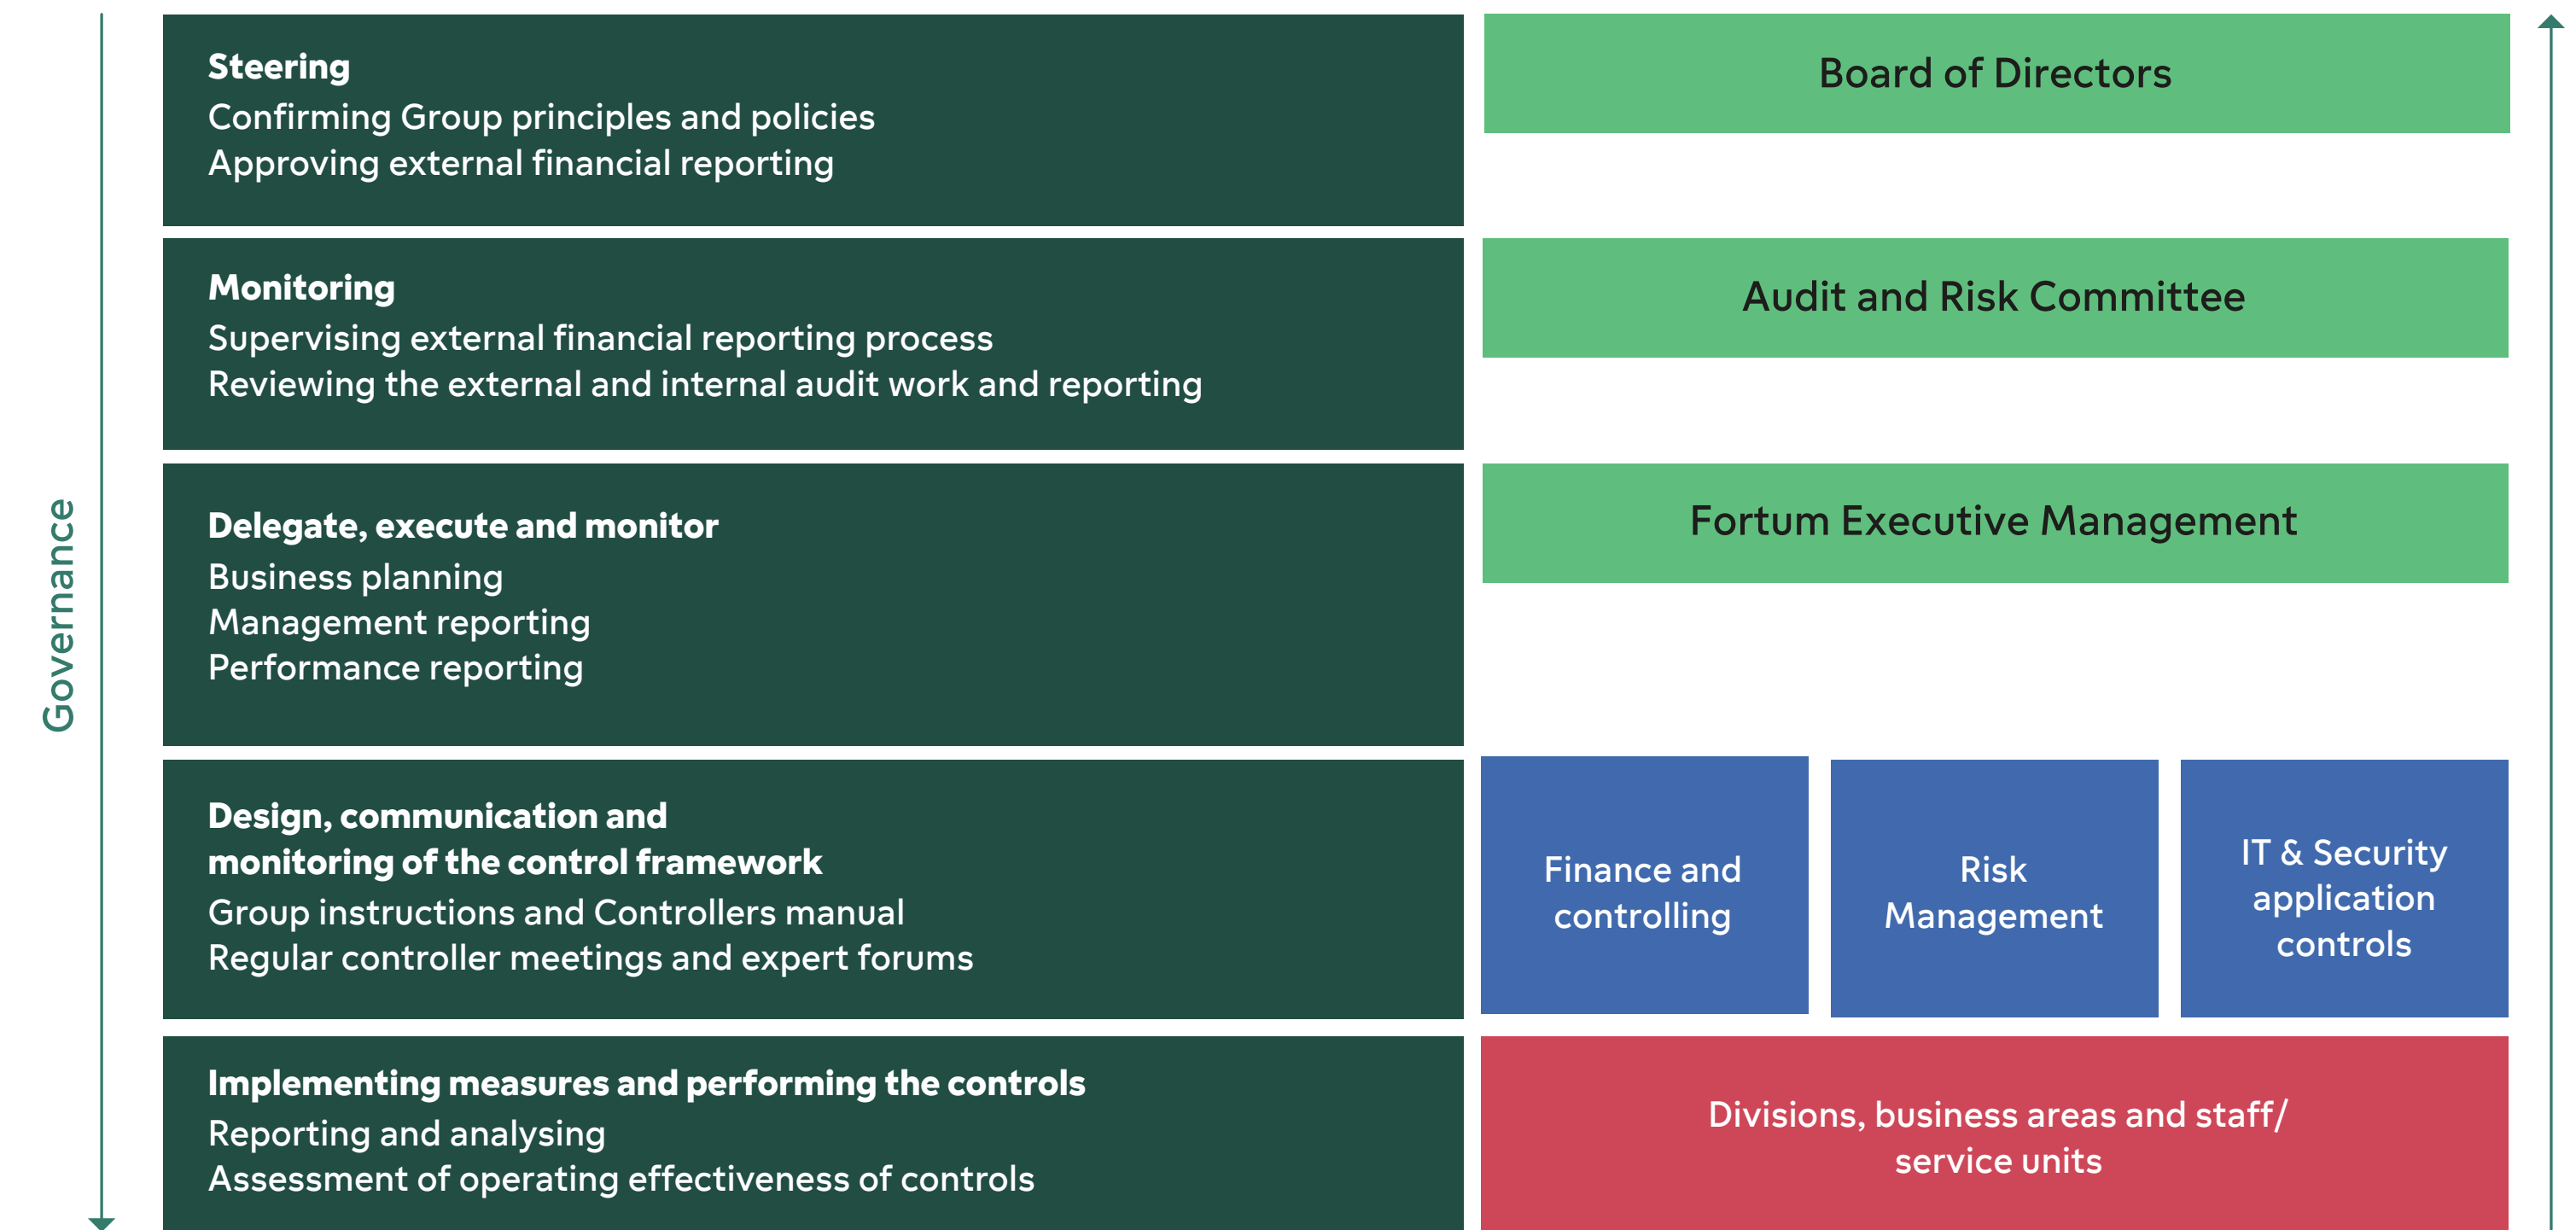 Governance
Steering
Confirming Group principles and policies
Approving external financial reporting
Board of Directors
Monitoring
Supervising external financial reporting process
Reviewing the external and internal audit work and reporting
Audit and Risk Committee
Delegate, execute and monitor
Business planning
Management reporting
Performance reporting
Fortum Executive Management
Design, communication and
monitoring of the control framework
Group instructions and Controllers manual
Regular controller meetings and expert forums
Finance and
controlling
Risk
Management
IT & Security
application
controls
Implementing measures and performing the controls
Reporting and analysing
Assessment of operating effectiveness of controls
Divisions, business areas and staff/
service units